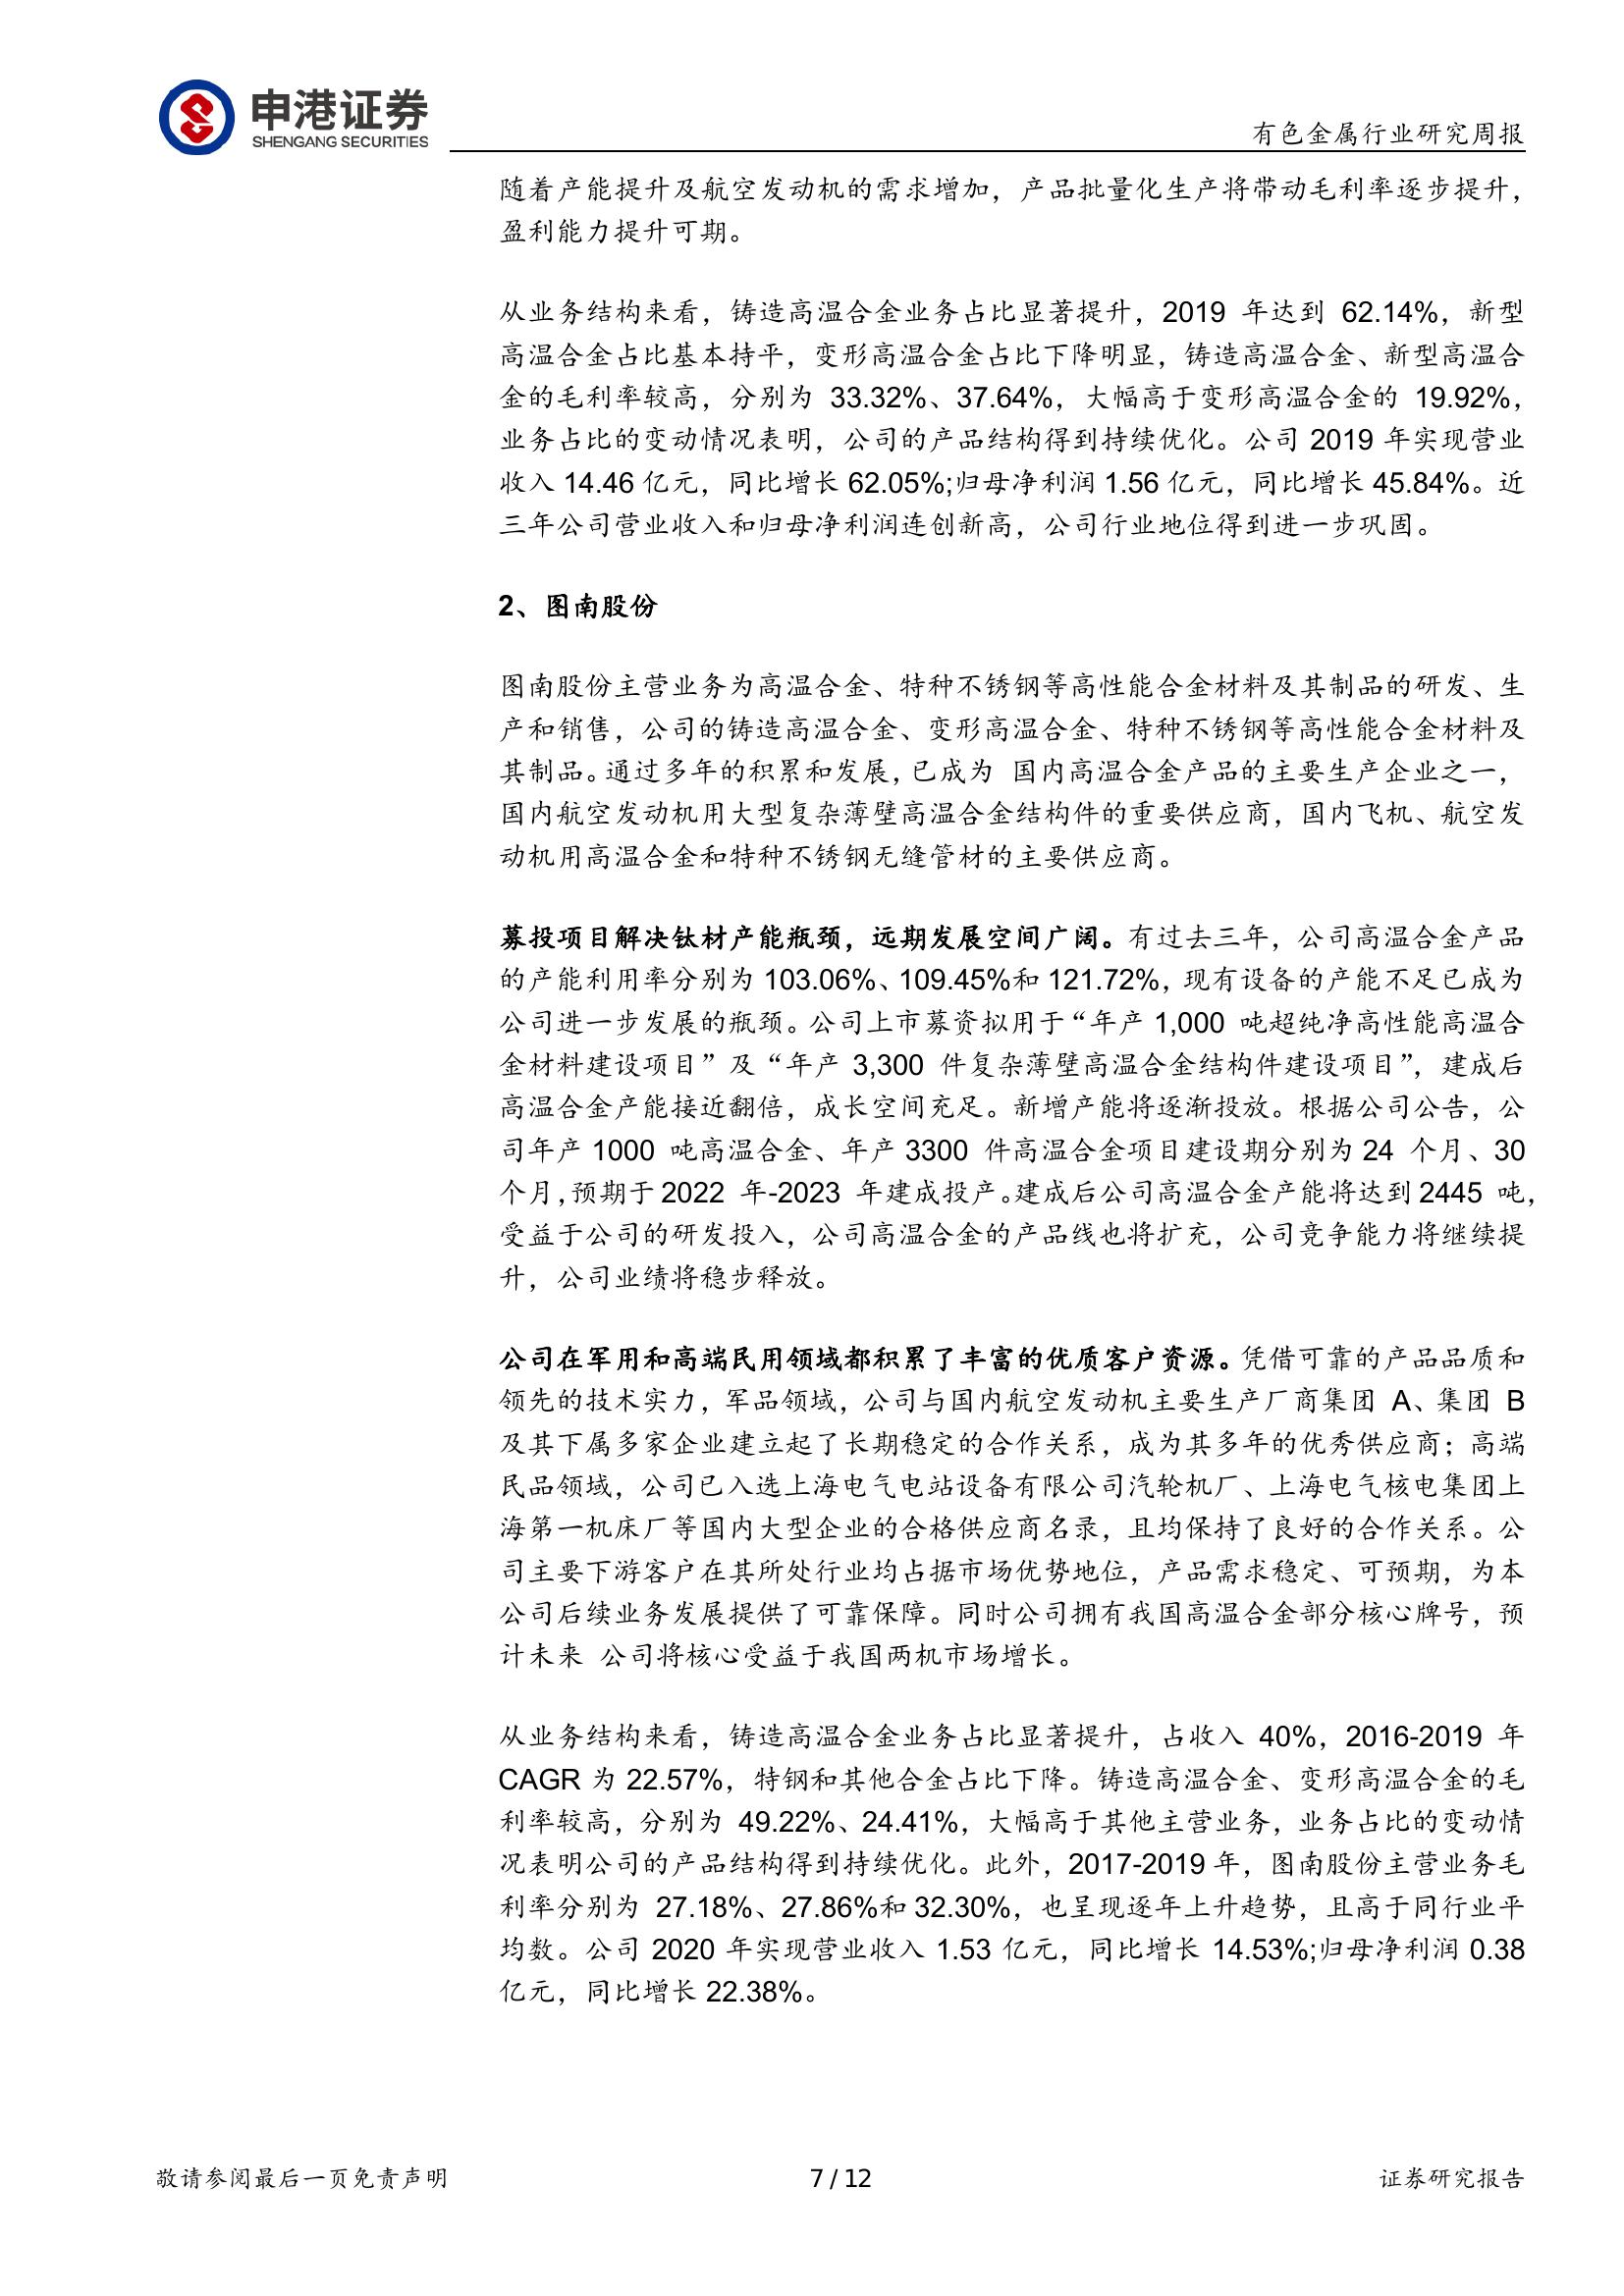 申港证券
SHENGANG SECURITIES
有色金属行业研究周报
随着产能提升及航空发动机的需求增加，产品批量化生产将带动毛利率逐步提升，
盈利能力提升可期。
从业务结构来看，铸造高温合金业务占比显著提升，2019 年达到 62.14%，新型
高温合金占比基本持平，变形高温合金占比下降明显，铸造高温合金、新型高温合
金的毛利率较高，分别为 33.32%、37.64%，大幅高于变形高温合金的 19.92%，
业务占比的变动情况表明，公司的产品结构得到持续优化。公司 2019 年实现营业
收入 14.46 亿元，同比增长 62.05%;归母净利润 1.56 亿元，同比增长 45.84%。近
三年公司营业收入和归母净利润连创新高，公司行业地位得到进一步巩固。
2、图南股份
图南股份主营业务为高温合金、特种不锈钢等高性能合金材料及其制品的研发、生
产和销售，公司的铸造高温合金、变形高温合金、特种不锈钢等高性能合金材料及
其制品。通过多年的积累和发展，已成为 国内高温合金产品的主要生产企业之一，
国内航空发动机用大型复杂薄壁高温合金结构件的重要供应商，国内飞机、航空发
动机用高温合金和特种不锈钢无缝管材的主要供应商。
募投项目解决钛材产能瓶颈，远期发展空间广阔。有过去三年，公司高温合金产品
的产能利用率分别为 103.06%、109.45%和 121.72%，现有设备的产能不足已成为
公司进一步发展的瓶颈。公司上市募资拟用于“年产 1,000 吨超纯净高性能高温合
金材料建设项目”及“年产 3,300 件复杂薄壁高温合金结构件建设项目”，建成后
高温合金产能接近翻倍，成长空间充足。新增产能将逐渐投放。根据公司公告，公
司年产 1000 吨高温合金、年产 3300 件高温合金项目建设期分别为 24 个月、30
个月，预期于 2022 年-2023 年建成投产。建成后公司高温合金产能将达到 2445 吨，
受益于公司的研发投入，公司高温合金的产品线也将扩充，公司竞争能力将继续提
升，公司业绩将稳步释放。
公司在军用和高端民用领域都积累了丰富的优质客户资源。凭借可靠的产品品质和
领先的技术实力，军品领域，公司与国内航空发动机主要生产厂商集团 A、集团 B
及其下属多家企业建立起了长期稳定的合作关系，成为其多年的优秀供应商；高端
民品领域，公司已入选上海电气电站设备有限公司汽轮机厂、上海电气核电集团上
海第一机床厂等国内大型企业的合格供应商名录，且均保持了良好的合作关系。公
司主要下游客户在其所处行业均占据市场优势地位，产品需求稳定、可预期，为本
公司后续业务发展提供了可靠保障。同时公司拥有我国高温合金部分核心牌号，预
计未来 公司将核心受益于我国两机市场增长。
从业务结构来看，铸造高温合金业务占比显著提升，占收入 40%，2016-2019 年
CAGR 为 22.57%，特钢和其他合金占比下降。铸造高温合金、变形高温合金的毛
利率较高，分别为 49.22%、24.41%，大幅高于其他主营业务，业务占比的变动情
况表明公司的产品结构得到持续优化。此外，2017-2019 年，图南股份主营业务毛
利率分别为 27.18%、27.86%和 32.30%，也呈现逐年上升趋势，且高于同行业平
均数。公司 2020 年实现营业收入 1.53 亿元，同比增长 14.53%;归母净利润 0.38
亿元，同比增长 22.38%。
敬请参阅最后一页免责声明
7 / 12
证券研究报告